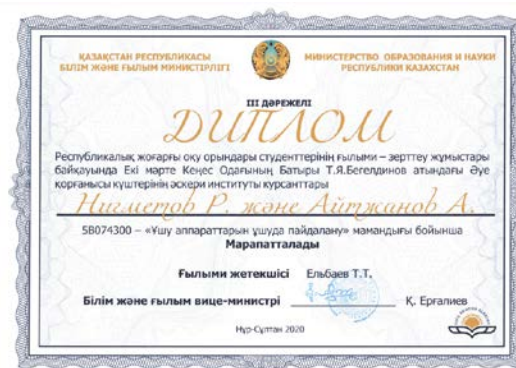 ҚАЗАҚСТАН РЕСПУБЛИКАСЫ
БІЛІМ ЖӘНЕ ҒЫЛЫМ МИНИСТРЛІГІ
МИНИСТЕРСТВО ОБРАЗОВАНИЯ И НАУКИ
РЕСПУБЛИКИ КАЗАХСТАН
III ДӘРЕЖЕЛІ
ДИПЛОМ
Республикалық жоғарғы оқу орындары студенттерінің ғылыми – зерттеу жұмыстары
байқауында Екі мәрте Кеңес Одағының Батыры Т.Я.Бегелдинов атындағы Әуе
қорғанысы күштерінің әскери институты курсанттары
Нигметов Р. және Айтжанов А.
5В074300 – «Ұшу аппараттарын ұшуда пайдалану» мамандығы бойынша
Марапатталады
Ғылыми жетекшісі Ельбаев Т.Т.
Білім және ғылым вице-министрі К. Ерғалиев
Нұр-Сұлтан 2020